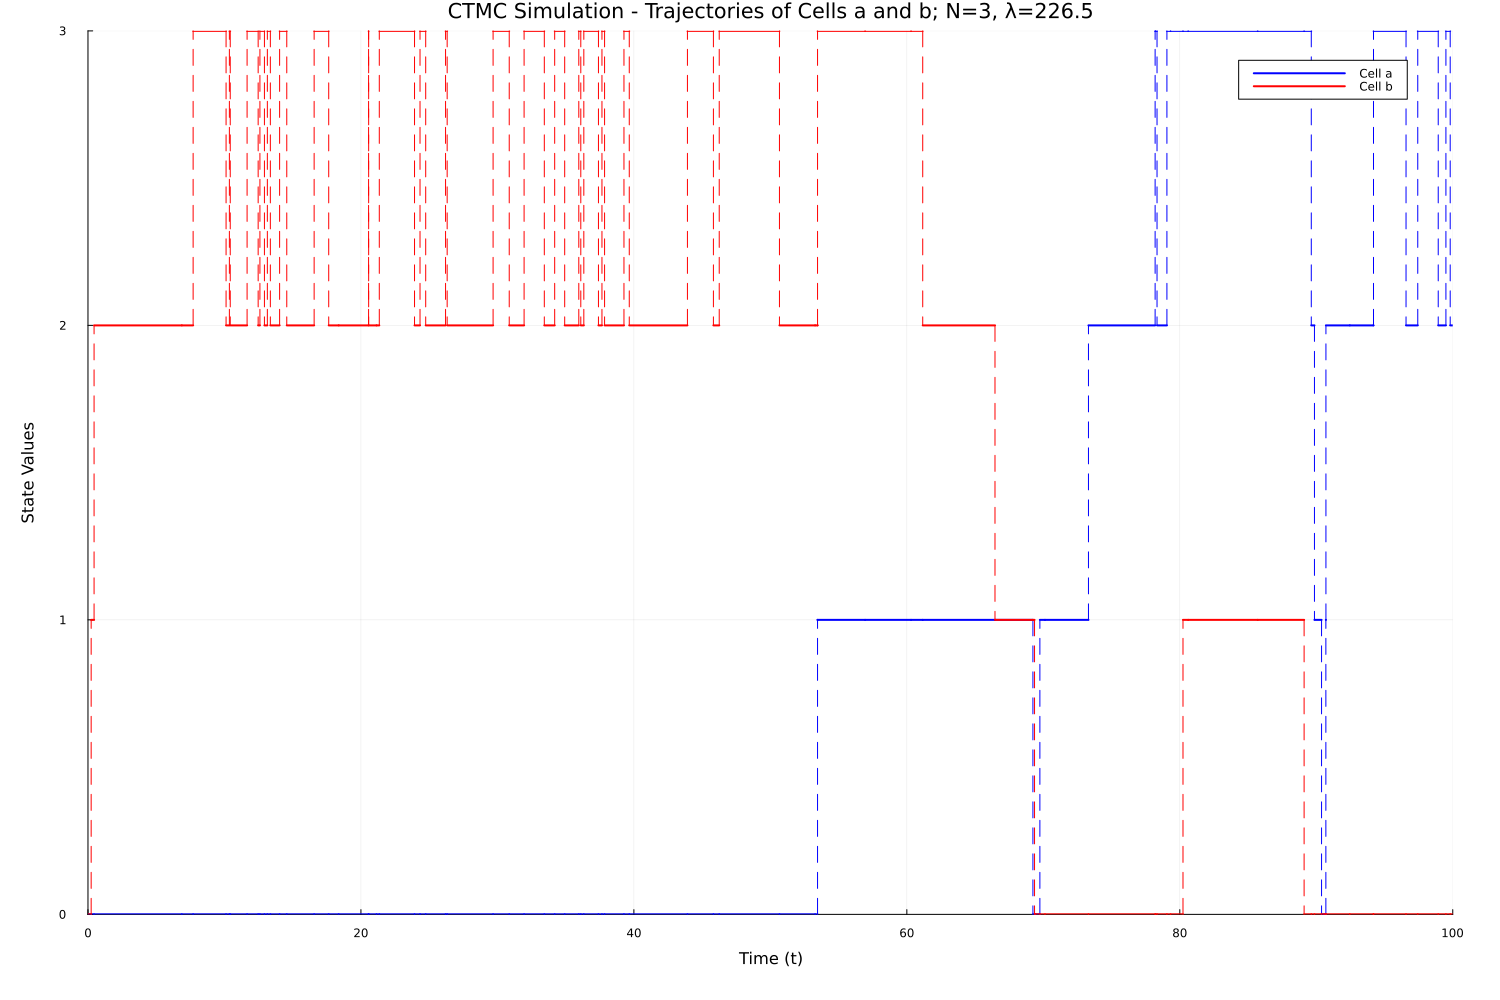 CTMC Simulation - Trajectories of Cells a and b; N=3, λ=226.5
3
Cell a
Cell b
2
State Values
1
0
0 20 40 60 80 100
Time (t)